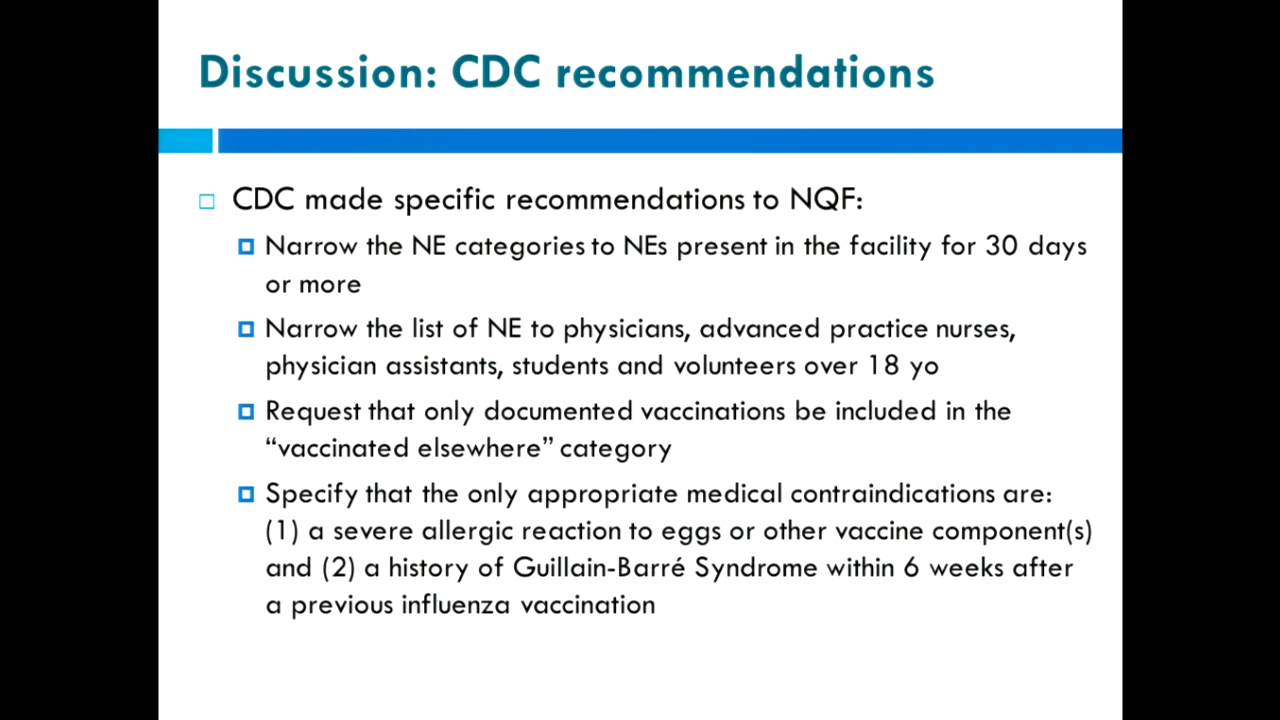 Discussion: CDC recommendations
CDC made specific recommendations to NQF:
Narrow the NE categories to NEs present in the facility for 30 days
or more
Narrow the list of NE to physicians, advanced practice nurses,
physician assistants, students and volunteers over 18 yo
Request that only documented vaccinations be included in the
“vaccinated elsewhere” category
Specify that the only appropriate medical contraindications are:
(1) a severe allergic reaction to eggs or other vaccine component(s)
and (2) a history of Guillain-Barré Syndrome within 6 weeks after
a previous influenza vaccination